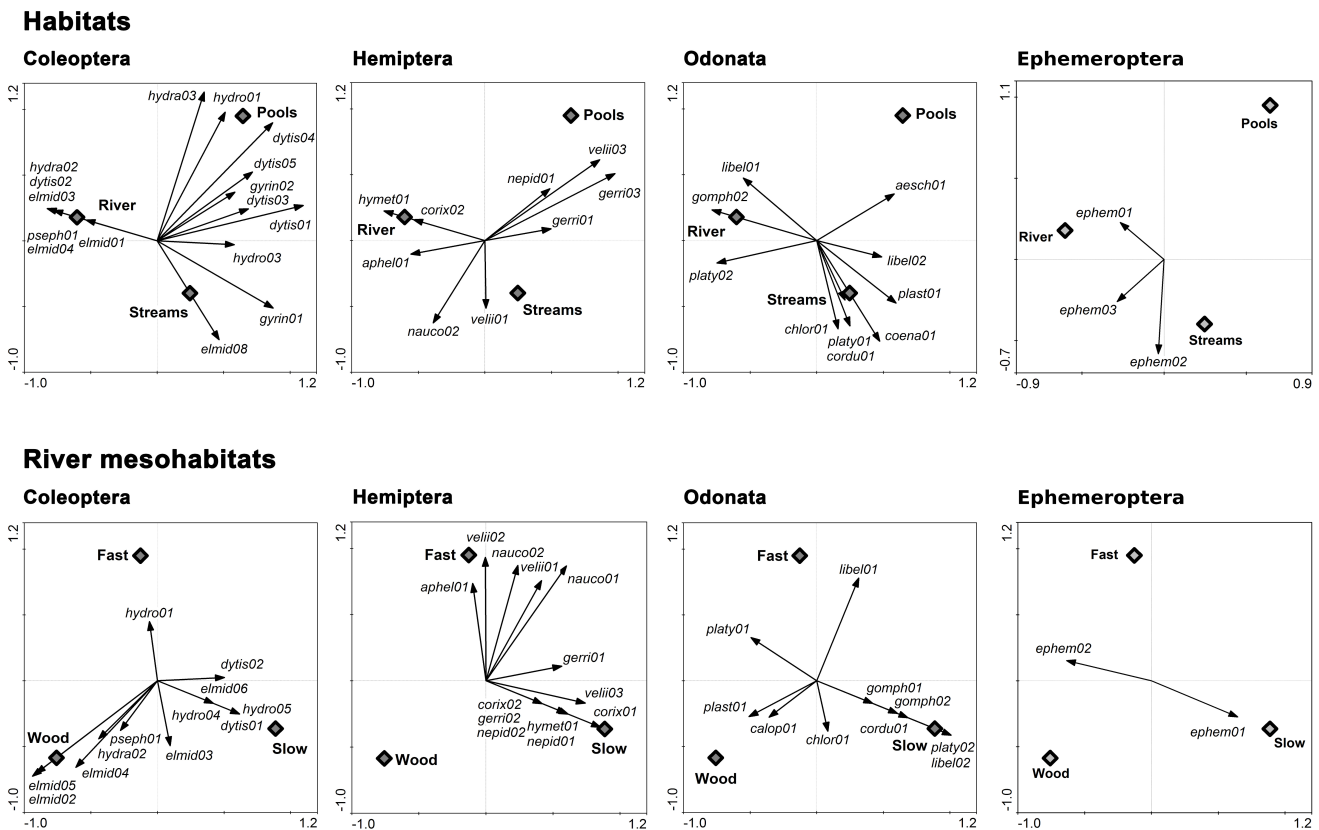 Habitats
Coleoptera
Hemiptera
Odonata
Ephemeroptera
1.2
hydra03
hydro01
Pools
dytis04
hydra02
dytis02
elmid03
River
dytis05
gyrin02
dytis03
dytis01
pseph01
elmid04
elmid01
hydro03
Streams
gyrin01
elmid08
-1.0
-1.0
1.2
1.2
Pools
velii03
nepid01
gerri03
hymet01
corix02
River
gerri01
aphel01
Streams
velii01
nauco02
-1.0
-1.0
1.2
1.2
Pools
libel01
aesch01
gomph02
River
libel02
platy02
Streams
plast01
chlor01
platy01
cordu01
coena01
-1.0
-1.0
1.2
1.1
Pools
ephem01
River
ephem03
Streams
ephem02
-0.7
-0.9
0.9
River mesohabitats
Coleoptera
Hemiptera
Odonata
Ephemeroptera
1.2
Fast
hydro01
dytis02
elmid06
hydro04
hydro05
dytis01
Wood
pseph01
hydra02
elmid03
Slow
elmid04
elmid05
elmid02
-1.0
-1.0
1.2
1.2
velii02
Fast
nauco02
velii01
aphel01
nauco01
gerri01
velii03
corix02
gerri02
nepid02
corix01
hymet01
nepid01
Slow
Wood
-1.0
-1.0
1.2
1.2
Fast
libel01
platy01
gomph01
gomph02
plast01
calop01
chlor01
cordu01
Slow
platy02
libel02
Wood
-1.0
-1.0
1.2
1.2
Fast
ephem02
ephem01
Slow
Wood
-1.0
-1.0
1.2